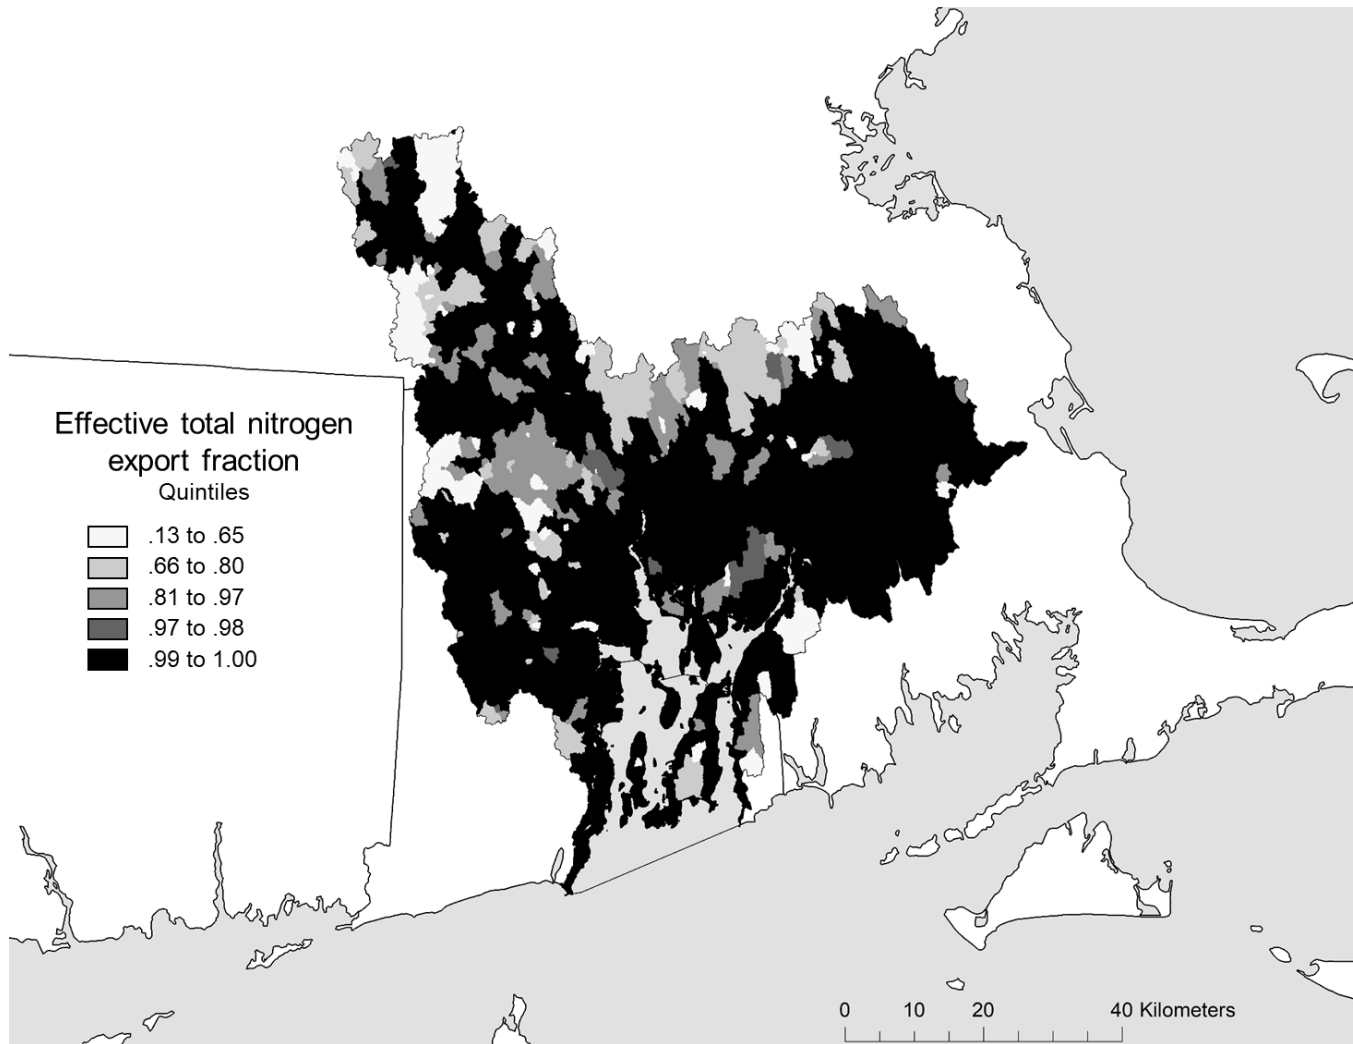 Effective total nitrogen
export fraction
Quintiles
.13 to .65
.66 to .80
.81 to .97
.97 to .98
.99 to 1.00
0 10 20 40 Kilometers